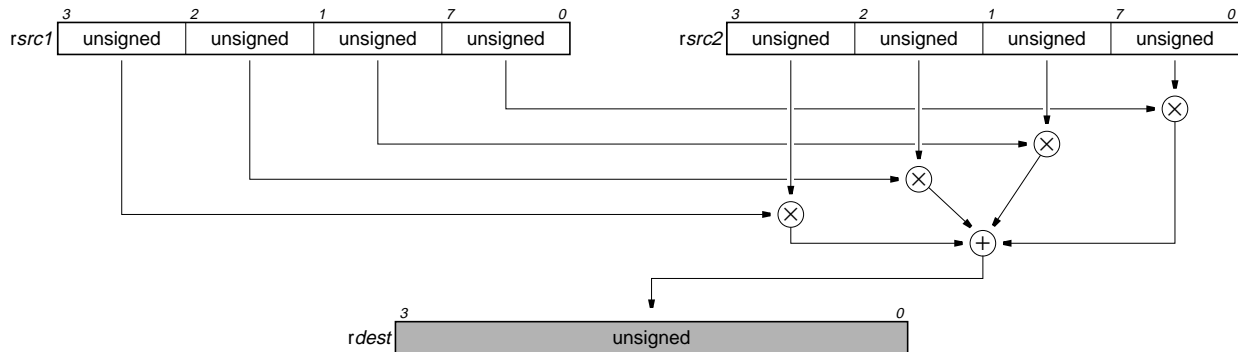 3 2 1 7 0 3 2 1 7 0
rsrc1 unsigned unsigned unsigned unsigned rsrc2 unsigned unsigned unsigned unsigned
3 0
rdest unsigned